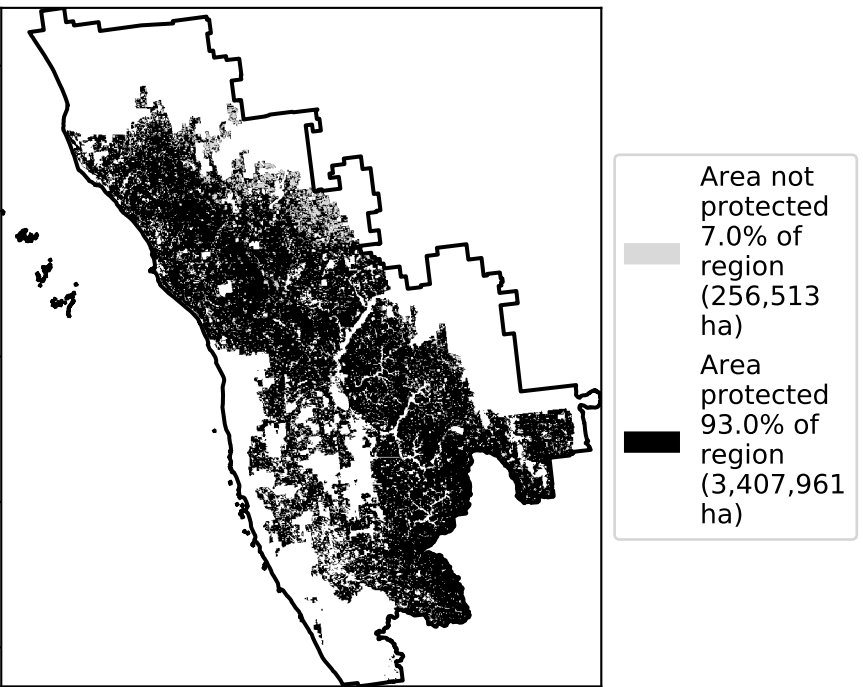 Area not
protected
7.0% of
region
(256,513
ha)
Area
protected
93.0% of
region
(3,407,961
ha)